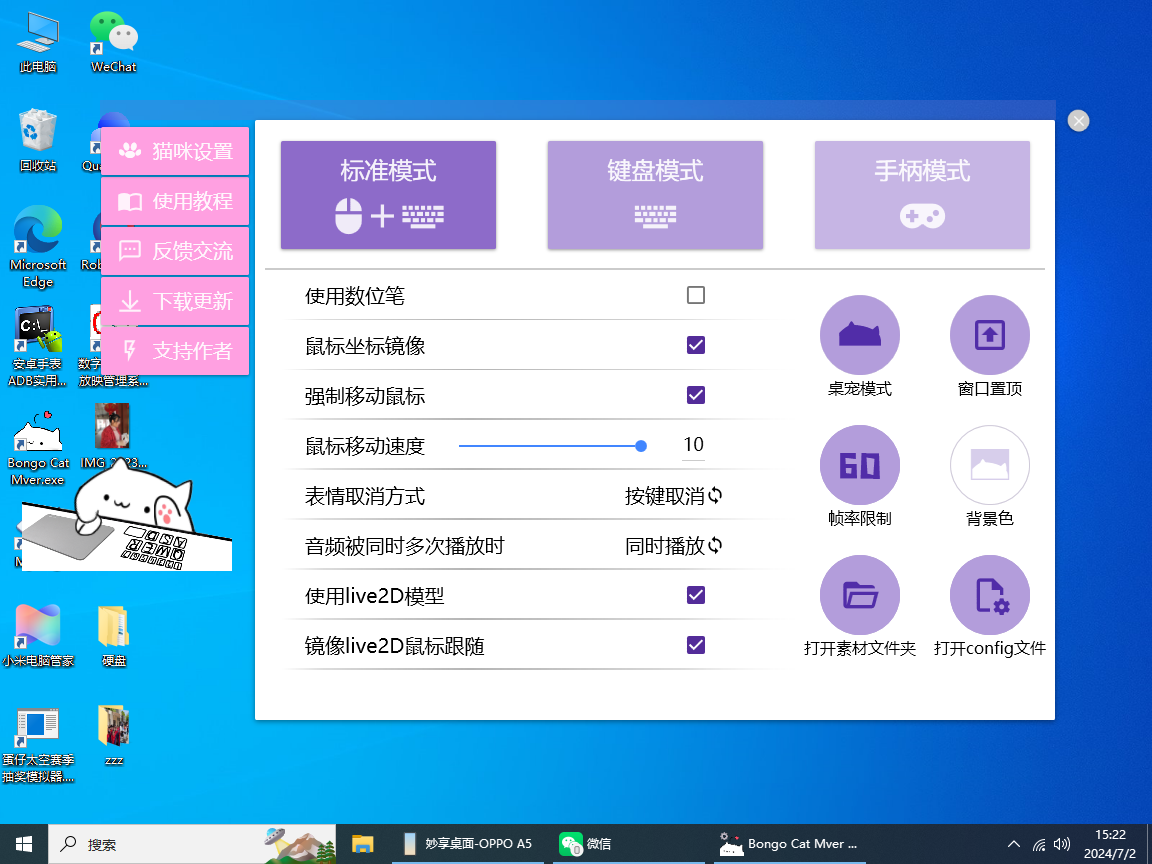 此电脑
WeChat
回收站
Qua
Microsoft
Edge
Rob
安卓手表
ADB实用...
数字
放映管理系...
Bongo Cat
Mver.exe
IMG_2023...
小米电脑管家
硬盘
蛋仔太空赛季
抽奖模拟器....
zzz
猫咪设置
使用教程
反馈交流
下载更新
支持作者
标准模式
键盘模式
手柄模式
使用数位笔
鼠标坐标镜像
强制移动鼠标
鼠标移动速度
10
表情取消方式
按键取消
音频被同时多次播放时
同时播放
使用live2D模型
镜像live2D鼠标跟随
桌宠模式
窗口置顶
60
帧率限制
背景色
打开素材文件夹
打开config文件
搜索
妙享桌面-OPPO A5
微信
Bongo Cat Mver ...
15:22
2024/7/2